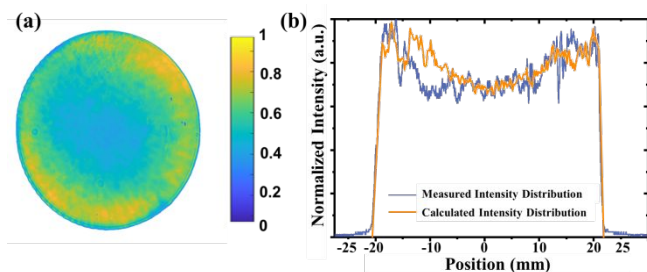 (a)
1
0.8
0.6
0.4
0.2
0
(b)
Normalized Intensity (a.u.)
Measured Intensity Distribution
Calculated Intensity Distribution
-25 -20 -10 0 10 20
Position (mm)